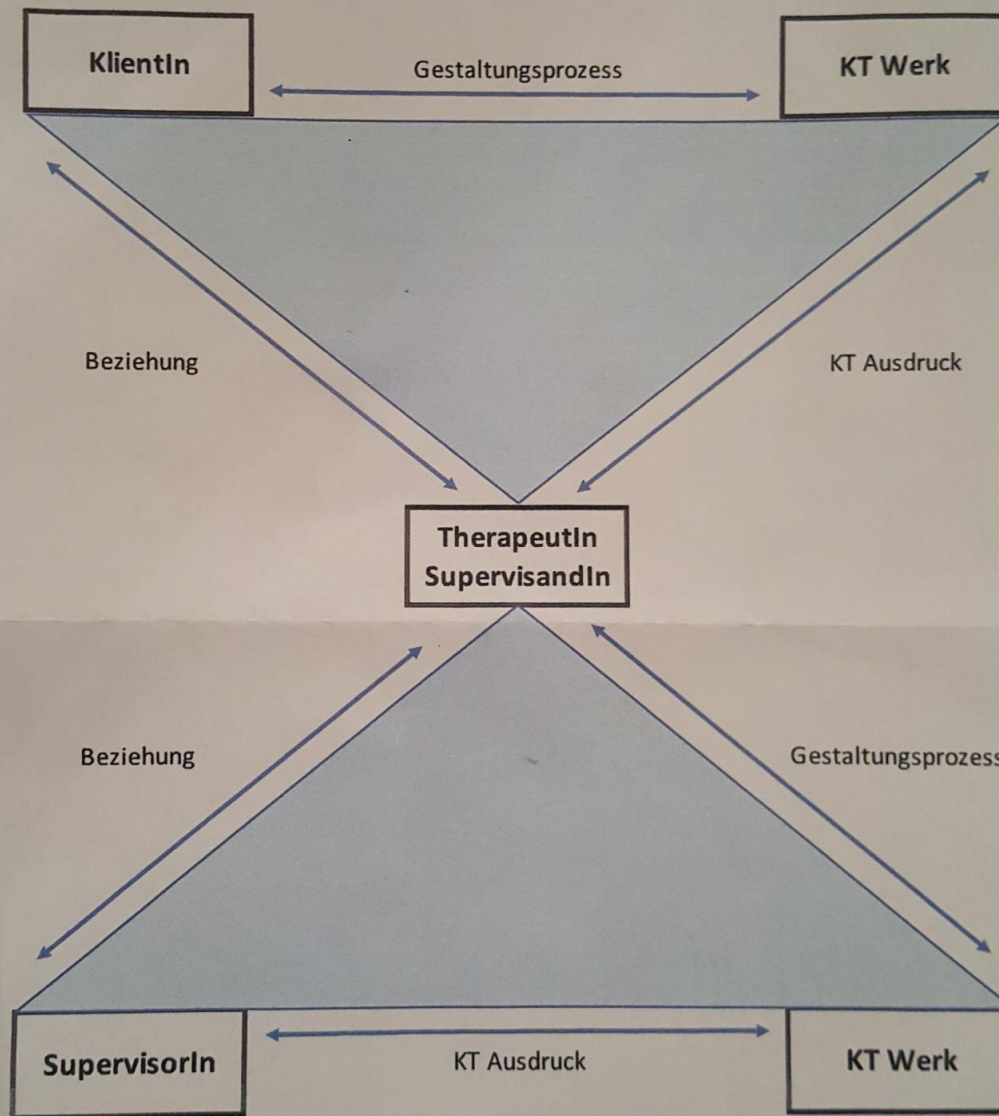 KlientIn
Gestaltungsprozess
KT Werk
Beziehung
KT Ausdruck
TherapeutIn
SupervisandIn
Beziehung
Gestaltungsprozess
SupervisorIn
KT Ausdruck
KT Werk